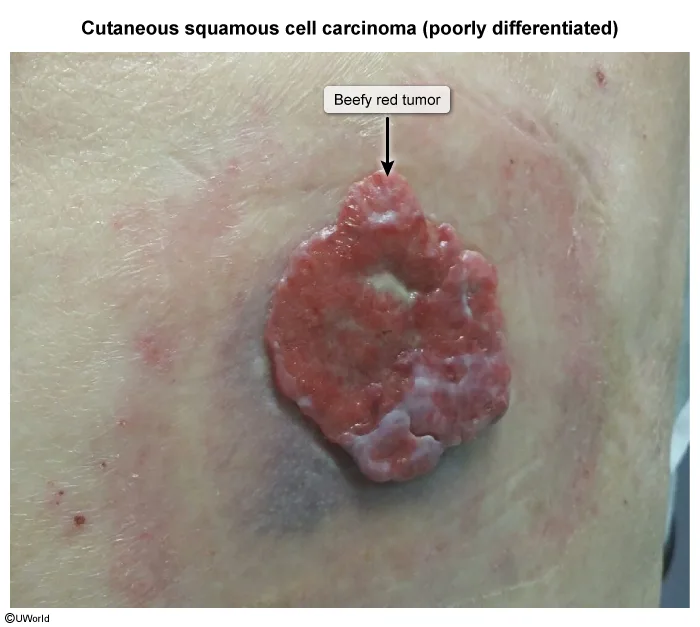 Cutaneous squamous cell carcinoma (poorly differentiated)
Beefy red tumor
©UWorld